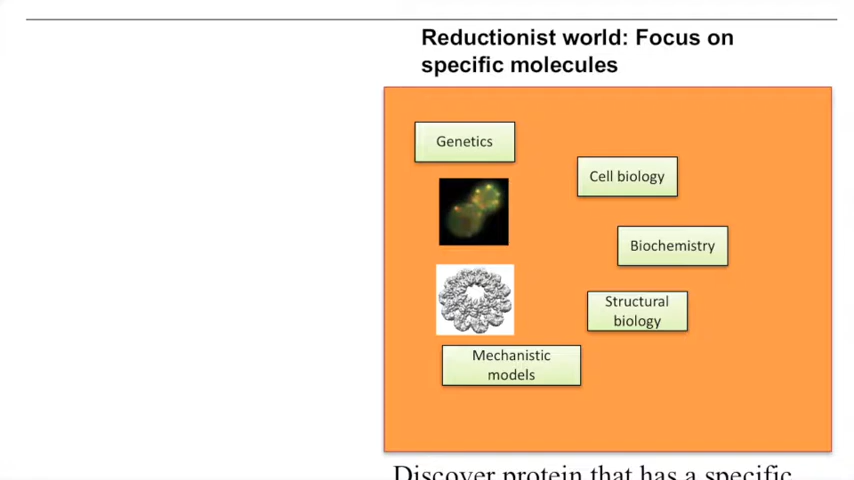 Reductionist world: Focus on
specific molecules
Genetics
Cell biology
Biochemistry
Structural
biology
Mechanistic
models
Discover protein that has a specific